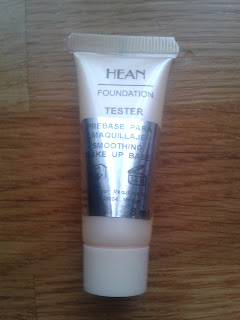 HEAN
FOUNDATION
TESTER
PREBASE PARA
MAQUILLAJE
SMOOTHING
MAKE UP BASE